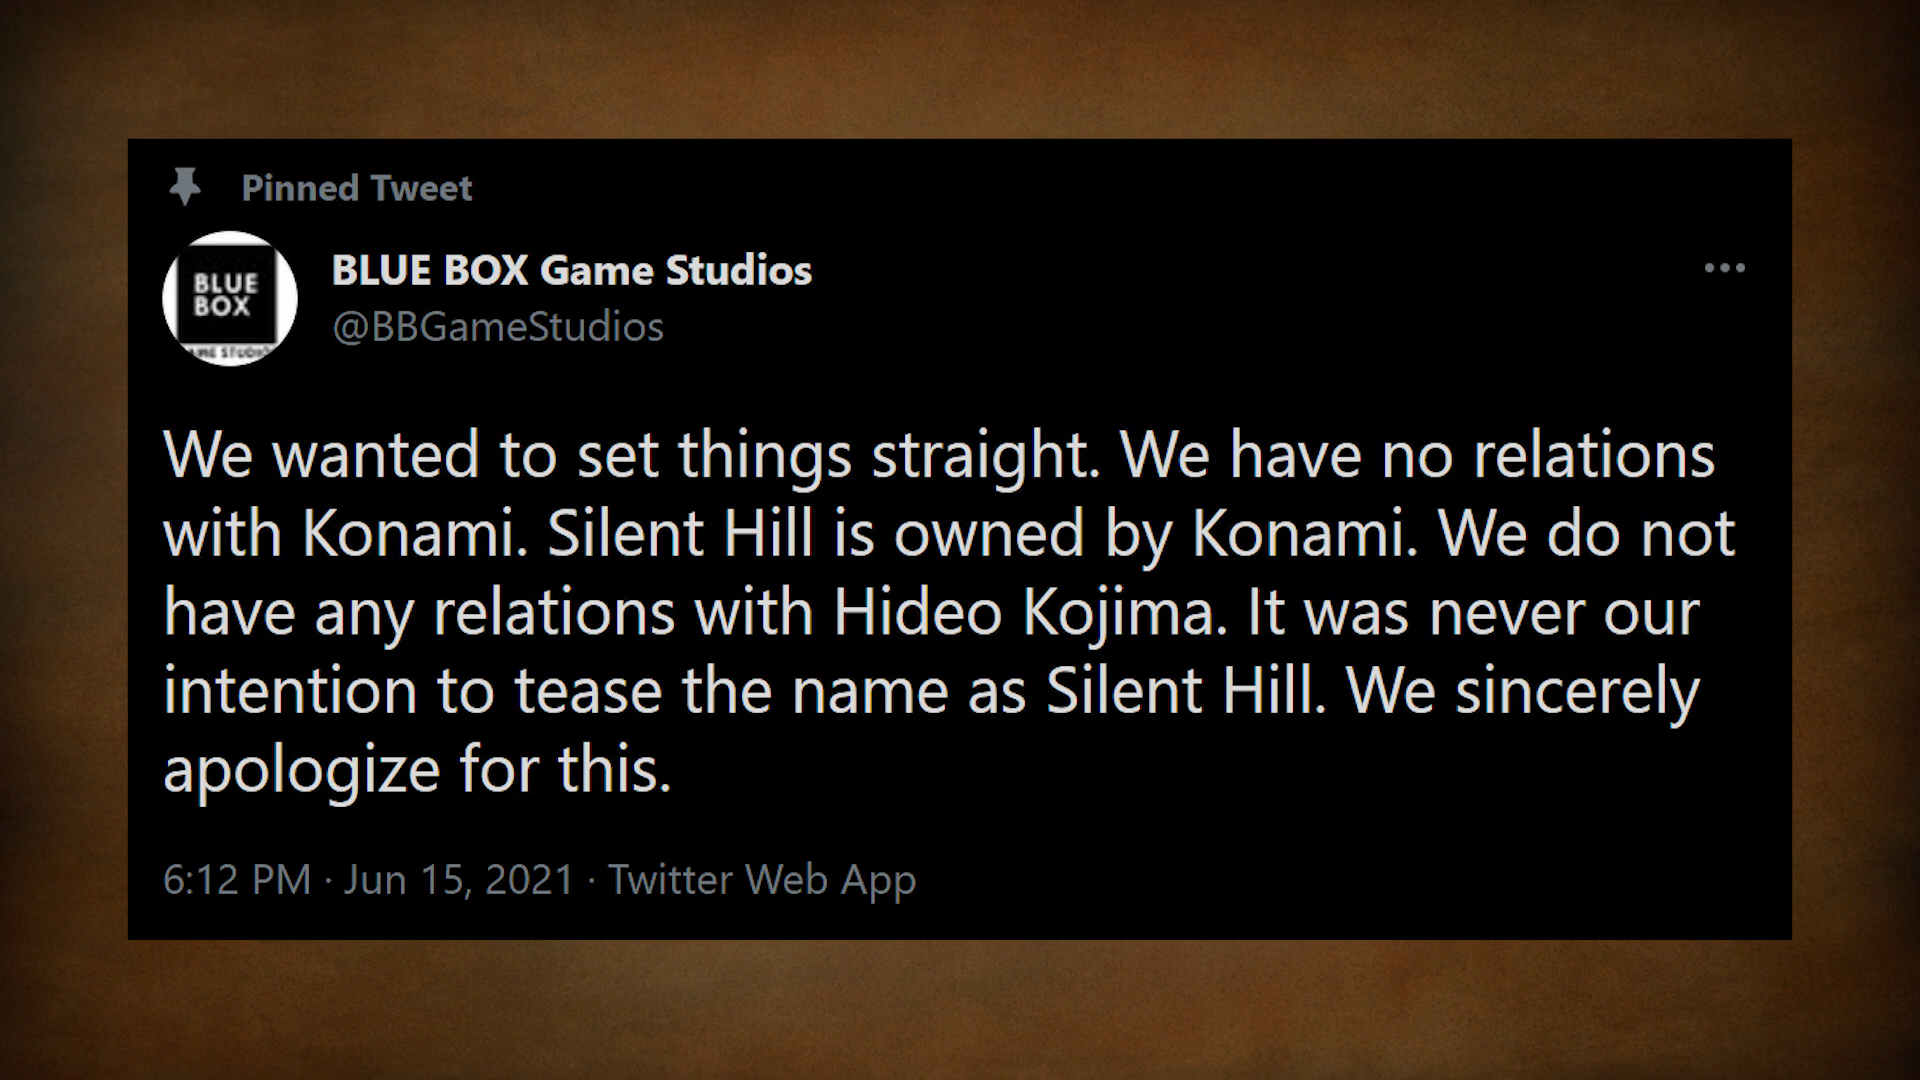 Pinned Tweet
BLUE
BOX
BLUE BOX Game Studios
@BBGameStudios
We wanted to set things straight. We have no relations
with Konami. Silent Hill is owned by Konami. We do not
have any relations with Hideo Kojima. It was never our
intention to tease the name as Silent Hill. We sincerely
apologize for this.
6:12 PM · Jun 15, 2021 · Twitter Web App